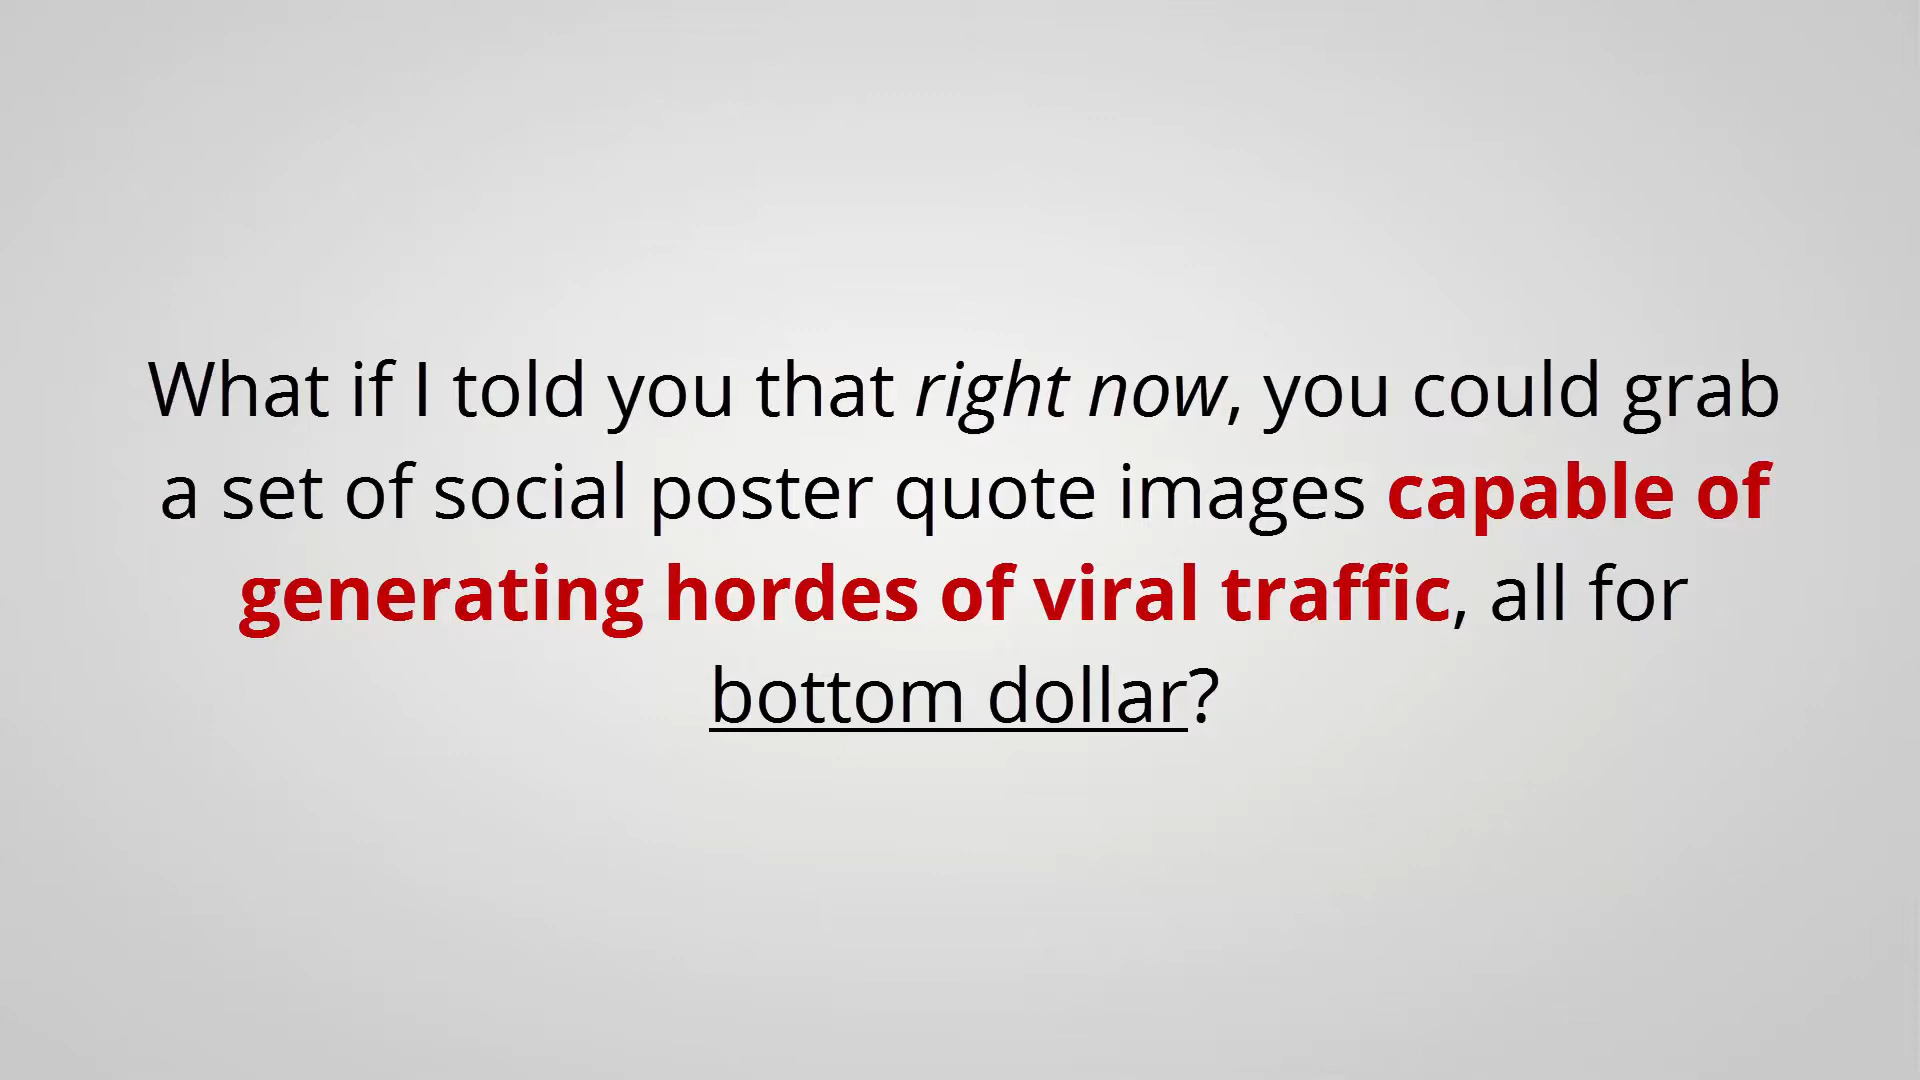 What if I told you that right now, you could grab
a set of social poster quote images capable of
generating hordes of viral traffic, all for
bottom dollar?